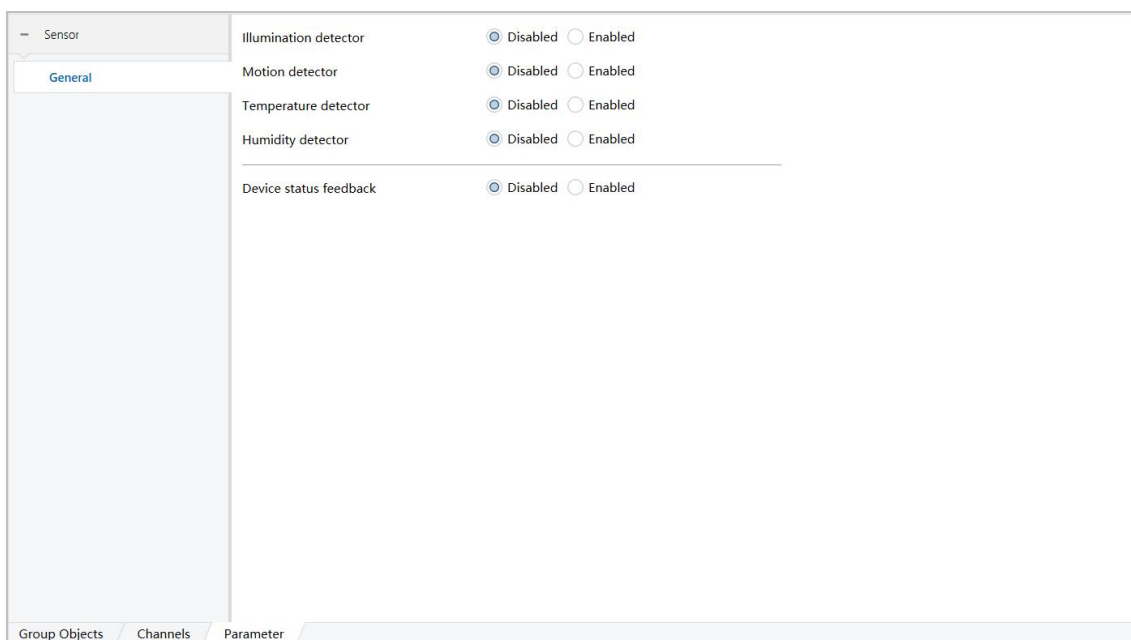 − Sensor
General
Illumination detector Disabled Enabled
Motion detector Disabled Enabled
Temperature detector Disabled Enabled
Humidity detector Disabled Enabled
Device status feedback Disabled Enabled
Group Objects Channels Parameter